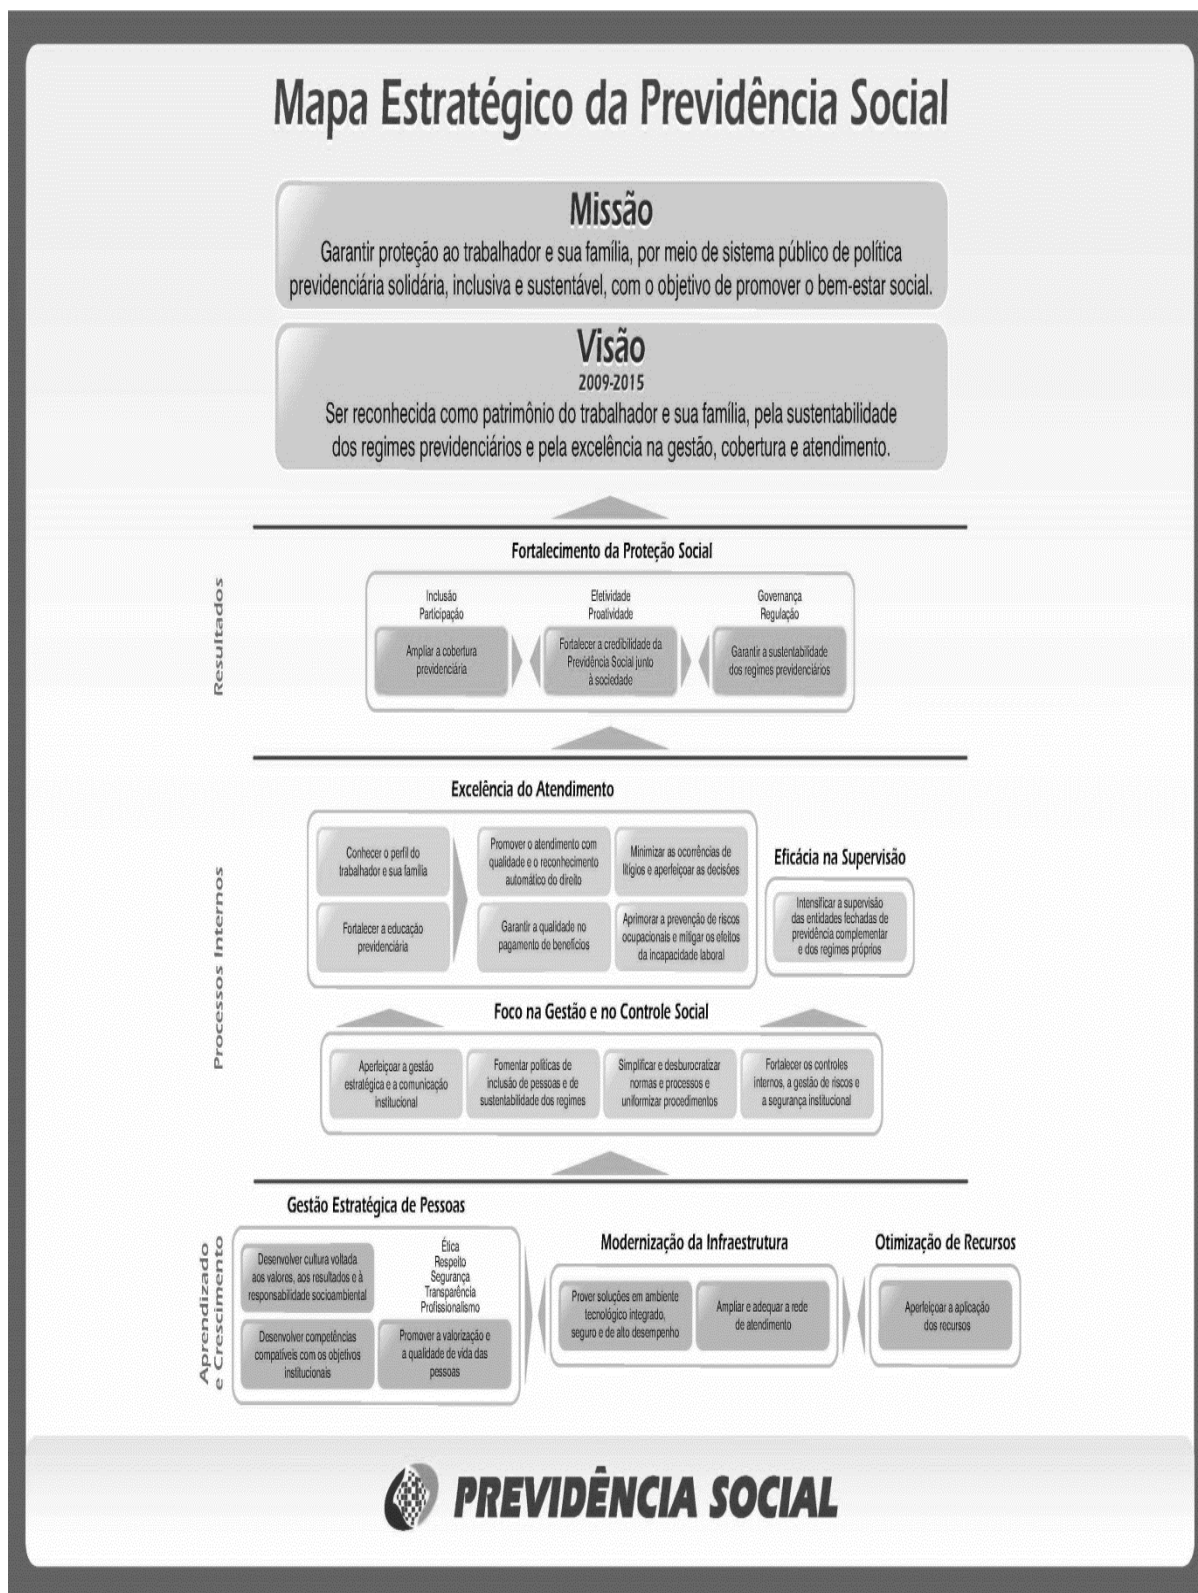 Mapa Estratégico da Previdência Social
Missão
Garantir proteção ao trabalhador e sua família, por meio de sistema público de política
previdenciária solidária, inclusiva e sustentável, com o objetivo de promover o bem-estar social.
Visão
2009-2015
Ser reconhecida como patrimônio do trabalhador e sua família, pela sustentabilidade
dos regimes previdenciários e pela excelência na gestão, cobertura e atendimento.
Resultados
Fortalecimento da Proteção Social
Inclusão
Participação
Ampliar a cobertura
previdenciária
Efetividade
Proatividade
Fortalecer a credibilidade da
Previdência Social junto
à sociedade
Governança
Regulação
Garantir a sustentabilidade
dos regimes previdenciários
Processos Internos
Excelência do Atendimento
Conhecer o perfil do
trabalhador e sua família
Fortalecer a educação
previdenciária
Promover o atendimento com
qualidade e o reconhecimento
automático do direito
Minimizar as ocorrências de
litígios e aperfeiçoar as decisões
Garantir a qualidade no
pagamento de benefícios
Aprimorar a prevenção de riscos
ocupacionais e mitigar os efeitos
da incapacidade laboral
Eficácia na Supervisão
Intensificar a supervisão
das entidades fechadas de
previdência complementar
e dos regimes próprios
Foco na Gestão e no Controle Social
Aperfeiçoar a gestão
estratégica e a comunicação
institucional
Fomentar políticas de
inclusão de pessoas e de
sustentabilidade dos regimes
Simplificar e desburocratizar
normas e processos e
uniformizar procedimentos
Fortalecer os controles
internos, a gestão de riscos e
a segurança institucional
Aprendizado
e Crescimento
Gestão Estratégica de Pessoas
Desenvolver cultura voltada
aos valores, aos resultados e à
responsabilidade socioambiental
Ética
Respeito
Segurança
Transparência
Profissionalismo
Desenvolver competências
compatíveis com os objetivos
institucionais
Promover a valorização e
a qualidade de vida das
pessoas
Modernização da Infraestrutura
Prover soluções em ambiente
tecnológico integrado,
seguro e de alto desempenho
Ampliar e adequar a rede
de atendimento
Otimização de Recursos
Aperfeiçoar a aplicação
dos recursos
PREVIDÊNCIA SOCIAL